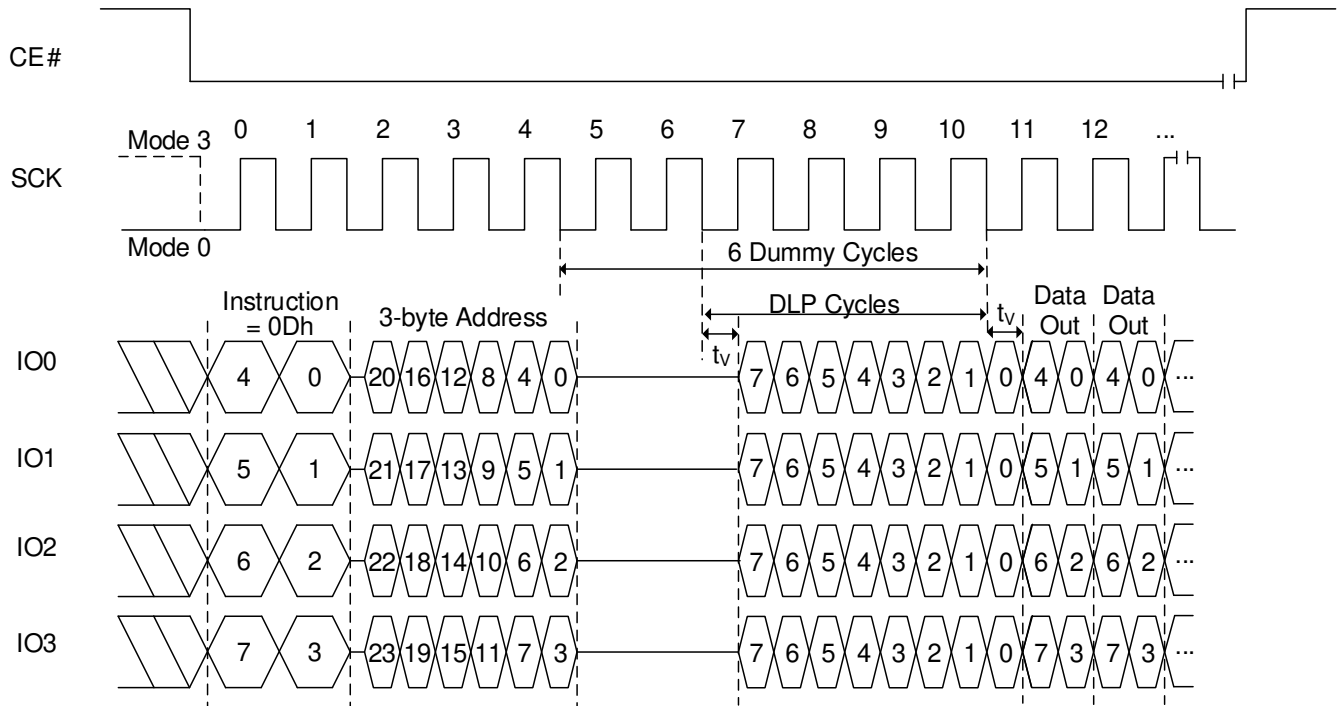 CE#
0 1 2 3 4 5 6 7 8 9 10 11 12 ...
Mode 3
SCK
Mode 0
6 Dummy Cycles
Instruction
= 0Dh
3-byte Address
DLP Cycles
tV
tV
Data
Out
Data
Out
IO0
4 0 20 16 12 8 4 0 7 6 5 4 3 2 1 0 4 0 4 0 ...
IO1
5 1 21 17 13 9 5 1 7 6 5 4 3 2 1 0 5 1 5 1 ...
IO2
6 2 22 18 14 10 6 2 7 6 5 4 3 2 1 0 6 2 6 2 ...
IO3
7 3 23 19 15 11 7 3 7 6 5 4 3 2 1 0 7 3 7 3 ...